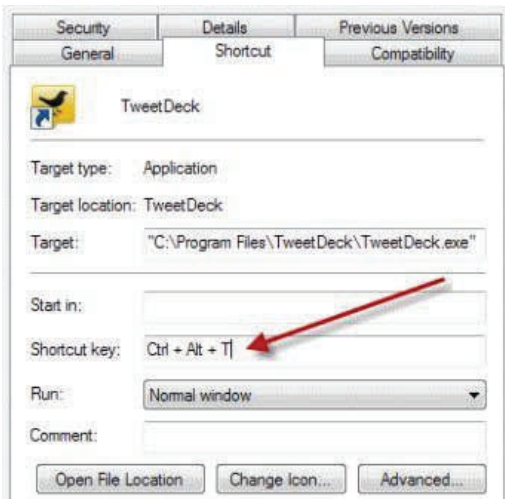 Security Details Previous Versions
General Shortcut Compatibility
TweetDeck
Target type: Application
Target location: TweetDeck
Target: "C:\Program Files\TweetDeck\TweetDeck.exe"
Start in:
Shortcut key: Ctrl + Alt + T
Run: Normal window
Comment:
Open File Location Change Icon... Advanced...